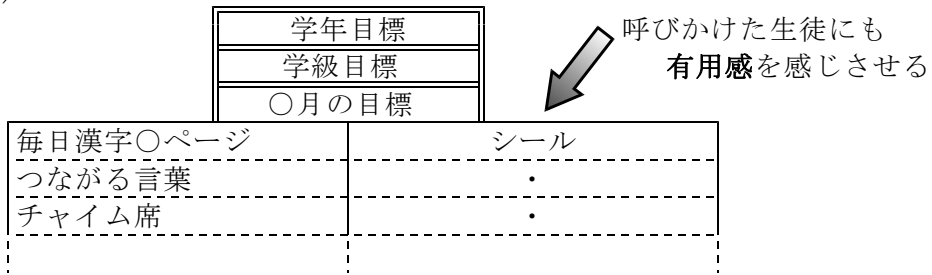 学年目標
学級目標
○月の目標
呼びかけた生徒にも
有用感を感じさせる
毎日漢字○ページ シール
つながる言葉 ・
チャイム席 ・